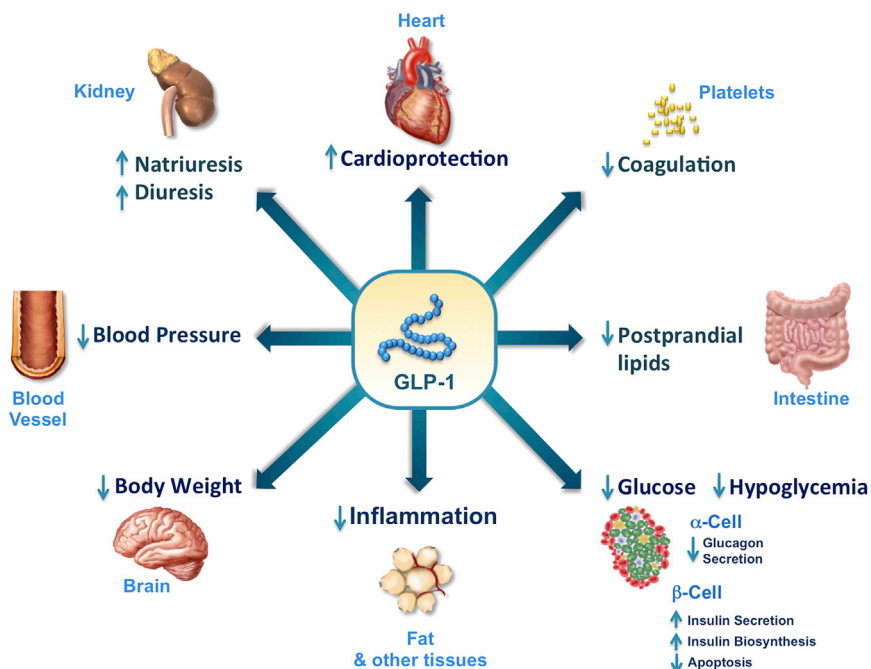 Heart
Kidney
Platelets
Natriuresis
Diuresis
Cardioprotection
Coagulation
Blood Pressure
GLP-1
Postprandial
lipids
Blood
Vessel
Intestine
Body Weight
Brain
Inflammation
Fat
& other tissues
Glucose
Hypoglycemia
α-Cell
Glucagon
Secretion
β-Cell
Insulin Secretion
Insulin Biosynthesis
Apoptosis